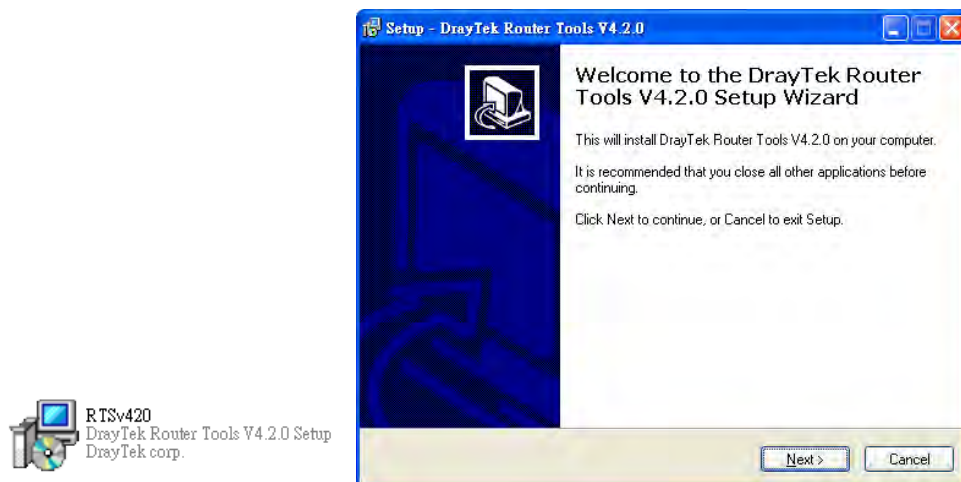 RTSv420
DrayTek Router Tools V4.2.0 Setup
DrayTek corp.
Setup - DrayTek Router Tools V4.2.0
Welcome to the DrayTek Router
Tools V4.2.0 Setup Wizard
This will install DrayTek Router Tools V4.2.0 on your computer.
It is recommended that you close all other applications before
continuing.
Click Next to continue, or Cancel to exit Setup.
Next >
Cancel